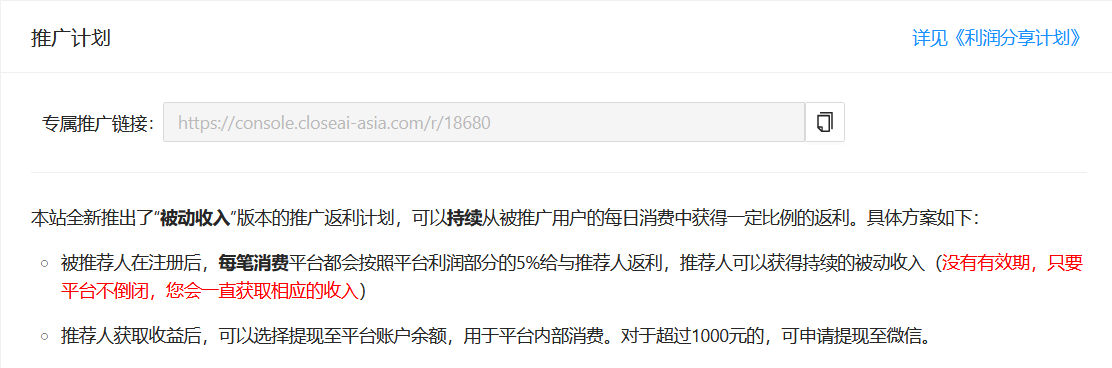 推广计划
详见《利润分享计划》
专属推广链接：
https://console.closeai-asia.com/r/18680
本站全新推出了“被动收入”版本的推广返利计划，可以持续从被推广用户的每日消费中获得一定比例的返利。具体方案如下：
被推荐人在注册后，每笔消费平台都会按照平台利润部分的5%给与推荐人返利，推荐人可以获得持续的被动收入（没有有效期，只要
平台不倒闭，您会一直获取相应的收入）
推荐人获取收益后，可以选择提现至平台账户余额，用于平台内部消费。对于超过1000元的，可申请提现至微信。